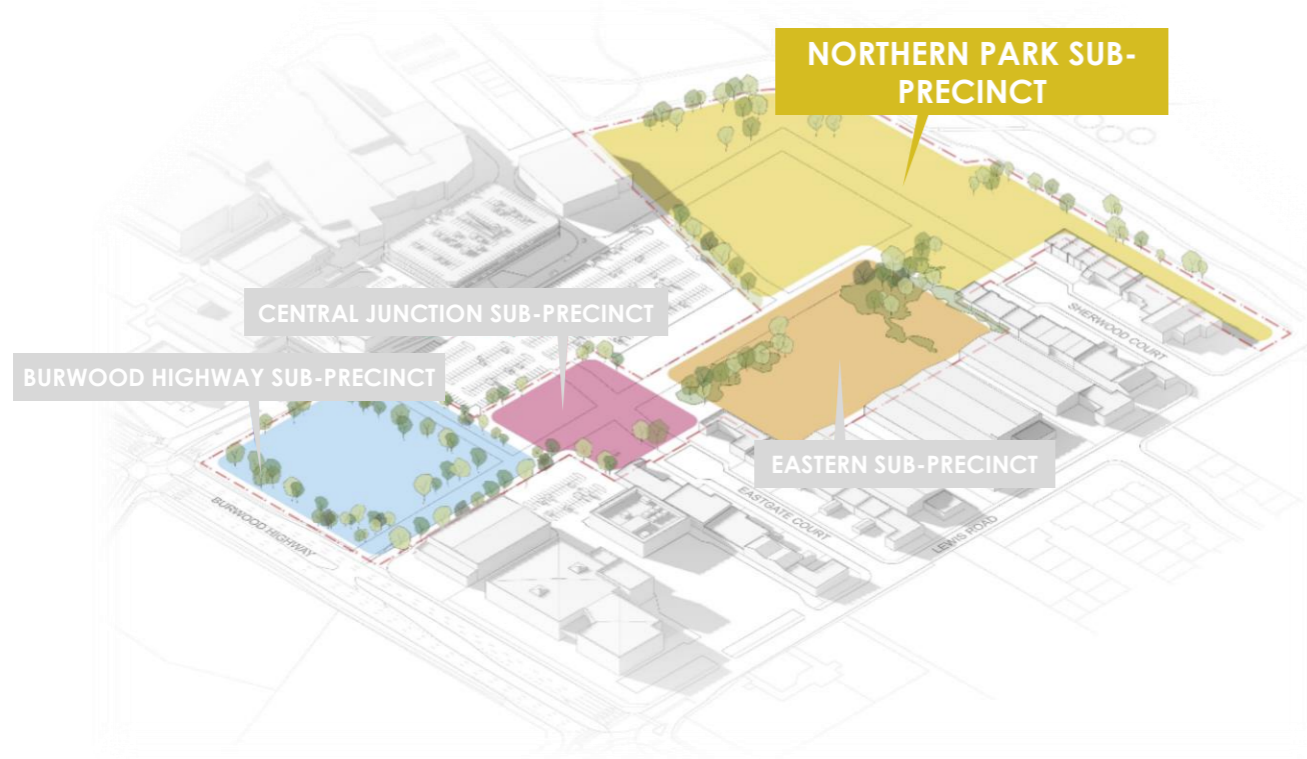 NORTHERN PARK SUB-
PRECINCT
CENTRAL JUNCTION SUB-PRECINCT
SHERWOOD COURT
BURWOOD HIGHWAY SUB-PRECINCT
EASTERN SUB-PRECINCT
EASTGATE COURT
BURWOOD HIGHWAY
LEWIS ROAD